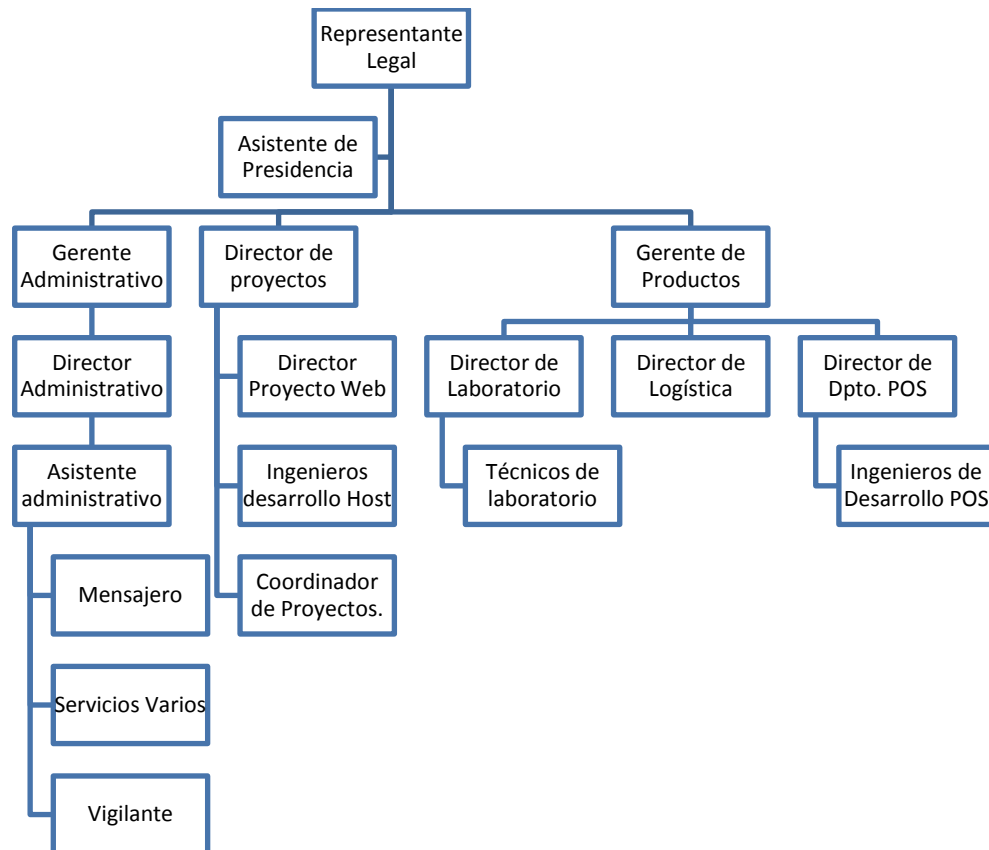 Representante
Legal
Asistente de
Presidencia
Gerente
Administrativo
Director de
proyectos
Gerente de
Productos
Director
Administrativo
Director
Proyecto Web
Director de
Laboratorio
Director de
Logística
Director de
Dpto. POS
Asistente
administrativo
Ingenieros
desarrollo Host
Técnicos de
laboratorio
Ingenieros de
Desarrollo POS
Mensajero
Coordinador
de Proyectos.
Servicios Varios
Vigilante